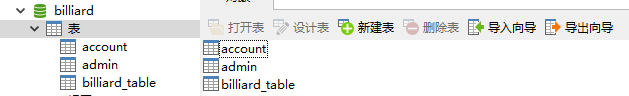 billiard
表
account
admin
billiard_table
打开表 设计表 新建表 删除表 导入向导 导出向导
account
admin
billiard_table